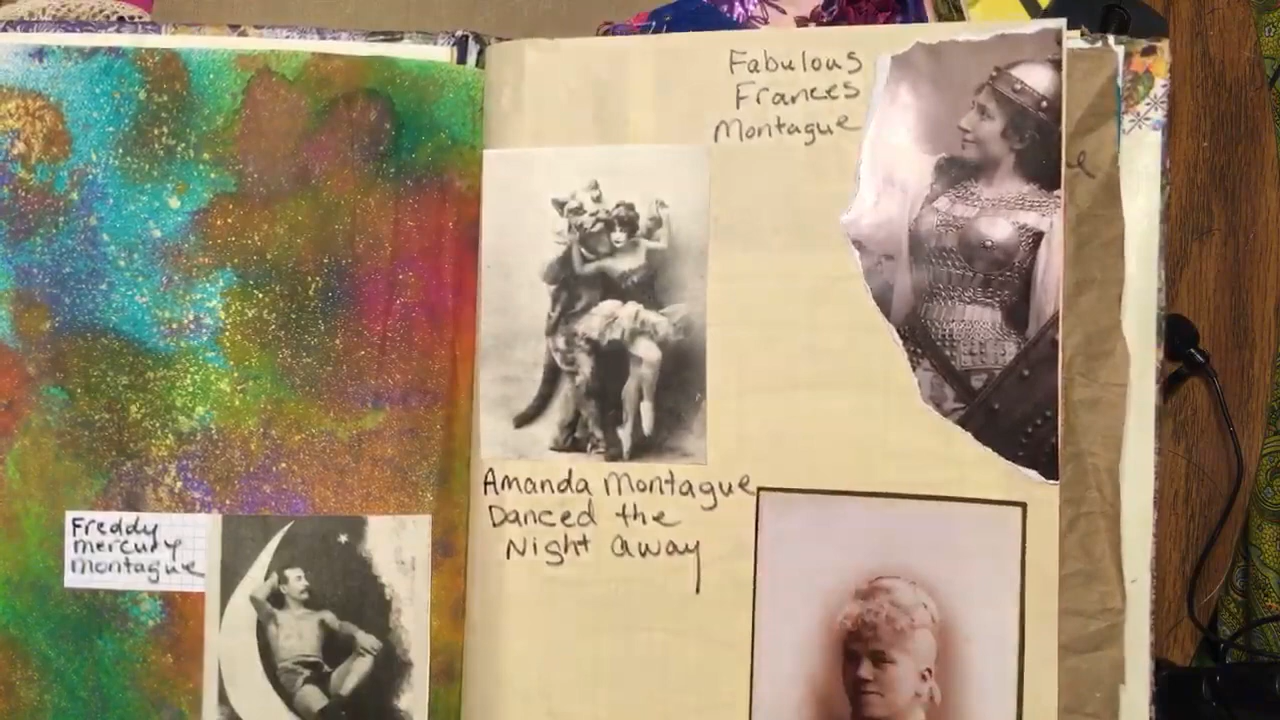 Freddy
mercury
montague
Fabulous
Frances
Montague
Amanda Montague
Danced the
Night away